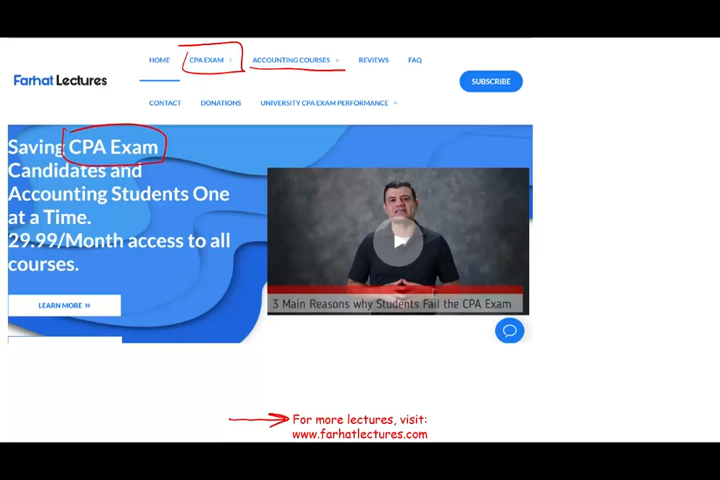 HOME CPA EXAM ACCOUNTING COURSES REVIEWS FAQ
Farhat Lectures
SUBSCRIBE
CONTACT DONATIONS UNIVERSITY CPA EXAM PERFORMANCE
Saving CPA Exam
Candidates and
Accounting Students One
at a Time.
29.99/Month access to all
courses.
LEARN MORE »
3 Main Reasons why Students Fail the CPA Exam
For more lectures, visit:
www.farhatlectures.com